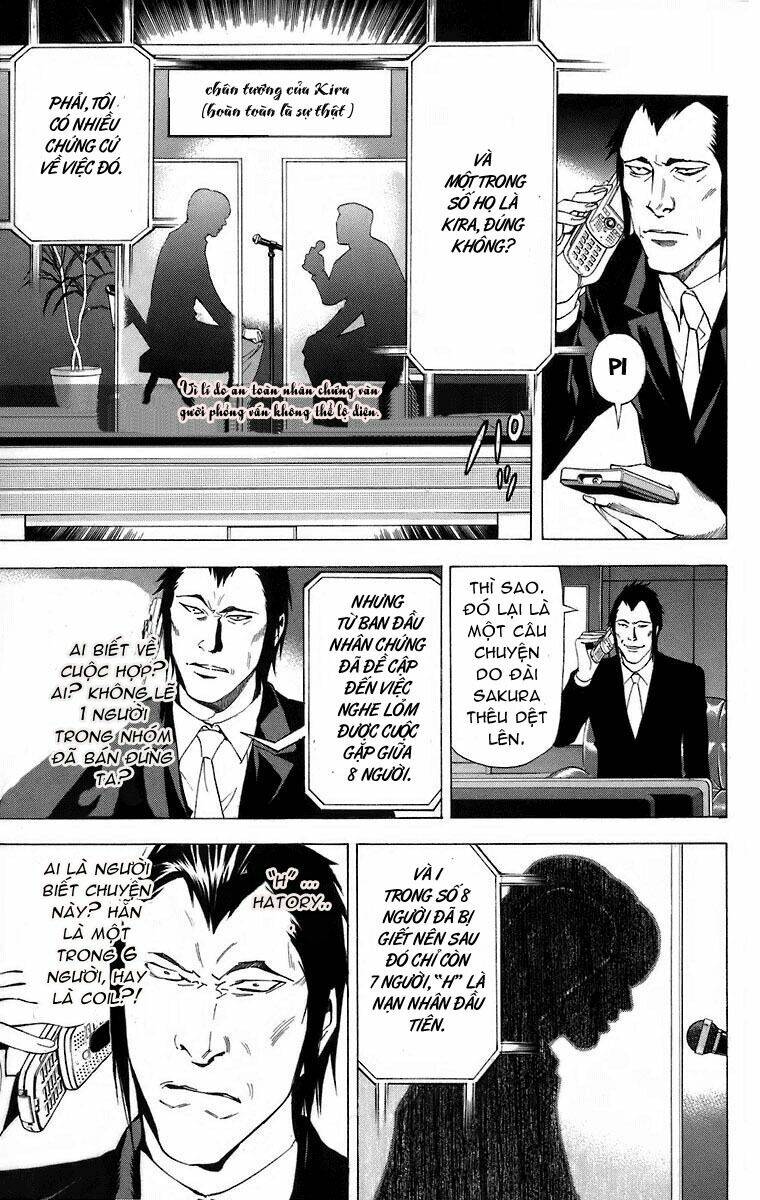 PI
VÀ
MỘT TRONG
SỐ HỌ LÀ
KIRA, ĐÚNG
KHÔNG?
chân tướng của Kira
(hoàn toàn là sự thật )
PHẢI, TÔI
CÓ NHIỀU
CHỨNG CỨ
VỀ VIỆC ĐÓ.
Vì lí do an toàn nhân chứng vàn
gười phỏng vấn không thể lộ diện.
THÌ SAO.
ĐÓ LẠI LÀ
MỘT CÂU
CHUYỆN
DO ĐÀI
SAKURA
THÊU DỆT
LÊN.
NHƯNG
TỪ BAN ĐẦU
NHÂN CHỨNG
ĐÃ ĐỀ CẬP
ĐẾN VIỆC
NGHE LỎM
ĐƯỢC CUỘC
GẶP GIỮA
8 NGƯỜI.
AI BIẾT VỀ
CUỘC HỢP?
AI? KHÔNG LẼ
1 NGƯỜI
TRONG NHÓM
ĐÃ BÁN ĐỨNG
TA?
VÀ 1
TRONG SỐ 8
NGƯỜI ĐÃ BỊ
GIẾT NÊN SAU
ĐÓ CHỈ CÒN
7 NGƯỜI, "H" LÀ
NẠN NHÂN ĐẦU
TIÊN.
"H" ...
HATORY..
AI LÀ NGƯỜI
BIẾT CHUYỆN
NÀY? HẮN
LÀ MỘT
TRONG 6
NGƯỜI, HAY
LÀ COIL?!